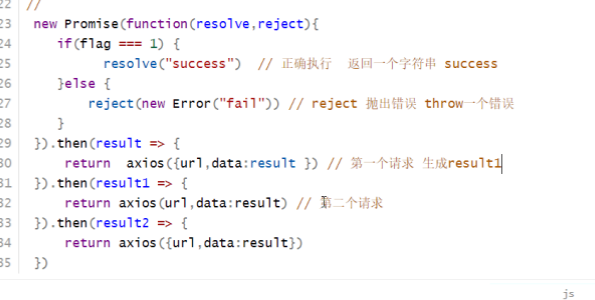 22 //
23 new Promise(function(resolve,reject){
24 if(flag === 1) {
25 resolve("success") // 正确执行 返回一个字符串 success
26 }else {
27 reject(new Error("fail")) // reject 抛出错误 throw一个错误
28 }
29 }).then(result => {
30 return axios({url,data:result }) // 第一个请求 生成result1
31 }).then(result1 => {
32 return axios(url,data:result) // 第二个请求
33 }).then(result2 => {
34 return axios({url,data:result})
35 })
js